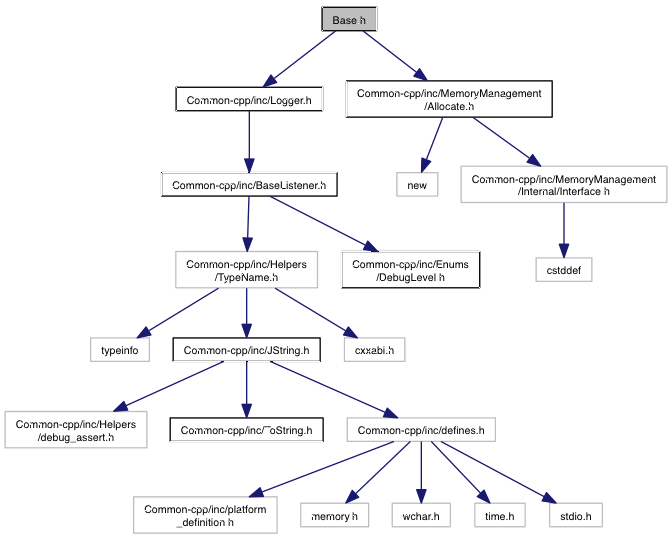 Base.h
Common-cpp/inc/Logger.h
Common-cpp/inc/MemoryManagement
/Allocate.h
Common-cpp/inc/BaseListener.h
new
Common-cpp/inc/MemoryManagement
/Internal/Interface.h
Common-cpp/inc/Helpers
/TypeName.h
Common-cpp/inc/Enums
/DebugLevel.h
cstddef
typeinfo
Common-cpp/inc/JString.h
cxxabi.h
Common-cpp/inc/Helpers
/debug_assert.h
Common-cpp/inc/ToString.h
Common-cpp/inc/defines.h
Common-cpp/inc/platform
_definition.h
memory.h
wchar.h
time.h
stdio.h